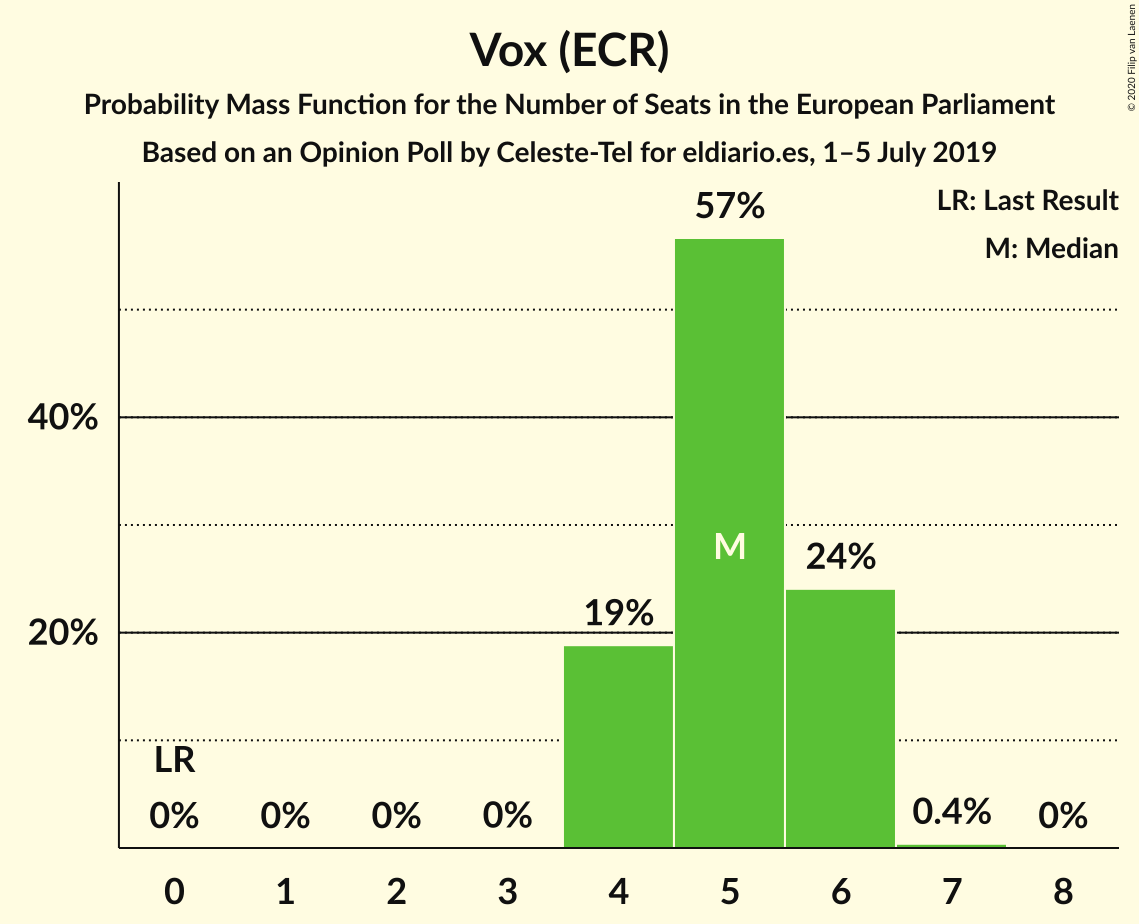 Vox (ECR)
Probability Mass Function for the Number of Seats in the European Parliament
Based on an Opinion Poll by Celeste-Tel for eldiario.es, 1–5 July 2019
© 2020 Filip van Laenen
LR: Last Result
M: Median
57%
40%
M
24%
19%
20%
LR
0% 0% 0% 0% 0.4% 0%
0 1 2 3 4 5 6 7 8